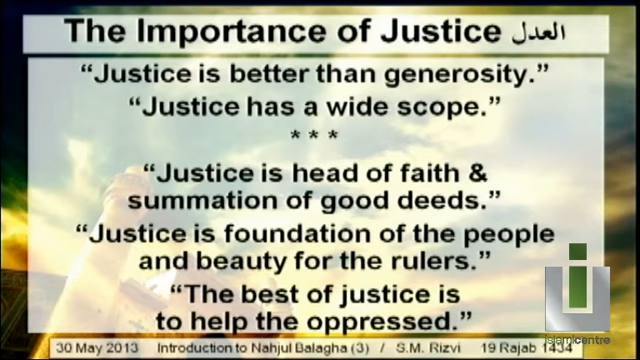 The Importance of Justice العدل
“Justice is better than generosity.”
“Justice has a wide scope.”
* * *
“Justice is head of faith &
summation of good deeds.”
“Justice is foundation of the people
and beauty for the rulers.”
“The best of justice is
to help the oppressed.”
30 May 2013 Introduction to Nahjul Balagha (3) / S.M. Rizvi 19 Rajab 1434
islamicentre